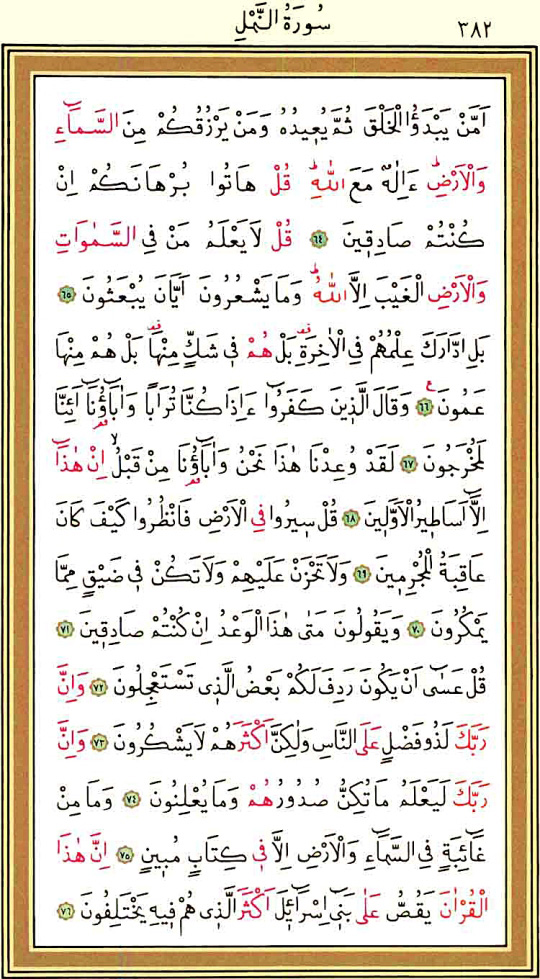 سُورَةُ النَّمْلِ ٣٨٢
اَمَّنْ يَبْدَؤُا الْخَلْقَ ثُمَّ يُعِيدُهُ وَمَنْ يَرْزُقُكُمْ مِنَ السَّمَاءِ
وَالْاَرْضِ ءَاِلٰهٌ مَعَ اللّٰهِ قُلْ هَاتُوا بُرْهَانَكُمْ اِنْ
كُنْتُمْ صَادِقِينَ ٦٤ قُلْ لَا يَعْلَمُ مَنْ فِى السَّمٰوَاتِ
وَالْاَرْضِ الْغَيْبَ اِلَّا اللّٰهُ وَمَا يَشْعُرُونَ اَيَّانَ يُبْعَثُونَ ٦٥
بَلِ ادَّارَكَ عِلْمُهُمْ فِى الْاٰخِرَةِ بَلْ هُمْ فِى شَكٍّ مِنْهَا بَلْ هُمْ مِنْهَا
عَمُونَ ٦٦ وَقَالَ الَّذِينَ كَفَرُوا ءَاِذَا كُنَّا تُرَابًا وَاٰبَاؤُنَا اَئِنَّا
لَمُخْرَجُونَ ٦٧ لَقَدْ وُعِدْنَا هٰذَا نَحْنُ وَاٰبَاؤُنَا مِنْ قَبْلُ اِنْ هٰذَا
اِلَّا اَسَاطِيرُ الْاَوَّلِينَ ٦٨ قُلْ سِيرُوا فِى الْاَرْضِ فَانْظُرُوا كَيْفَ كَانَ
عَاقِبَةُ الْمُجْرِمِينَ ٦٩ وَلَا تَحْزَنْ عَلَيْهِمْ وَلَا تَكُنْ فِى ضَيْقٍ مِمَّا
يَمْكُرُونَ ٧٠ وَيَقُولُونَ مَتٰى هٰذَا الْوَعْدُ اِنْ كُنْتُمْ صَادِقِينَ ٧١
قُلْ عَسٰى اَنْ يَكُونَ رَدِفَ لَكُمْ بَعْضُ الَّذِى تَسْتَعْجِلُونَ ٧٢ وَاِنَّ
رَبَّكَ لَذُو فَضْلٍ عَلَى النَّاسِ وَلٰكِنَّ اَكْثَرَهُمْ لَا يَشْكُرُونَ ٧٣ وَاِنَّ
رَبَّكَ لَيَعْلَمُ مَا تُكِنُّ صُدُورُهُمْ وَمَا يُعْلِنُونَ ٧٤ وَمَا مِنْ
غَائِبَةٍ فِى السَّمَاءِ وَالْاَرْضِ اِلَّا فِى كِتَابٍ مُبِينٍ ٧٥ اِنَّ هٰذَا
الْقُرْاٰنَ يَقُصُّ عَلٰى بَنِى اِسْرَائِلَ اَكْثَرَ الَّذِى هُمْ فِيهِ يَخْتَلِفُونَ ٧٦